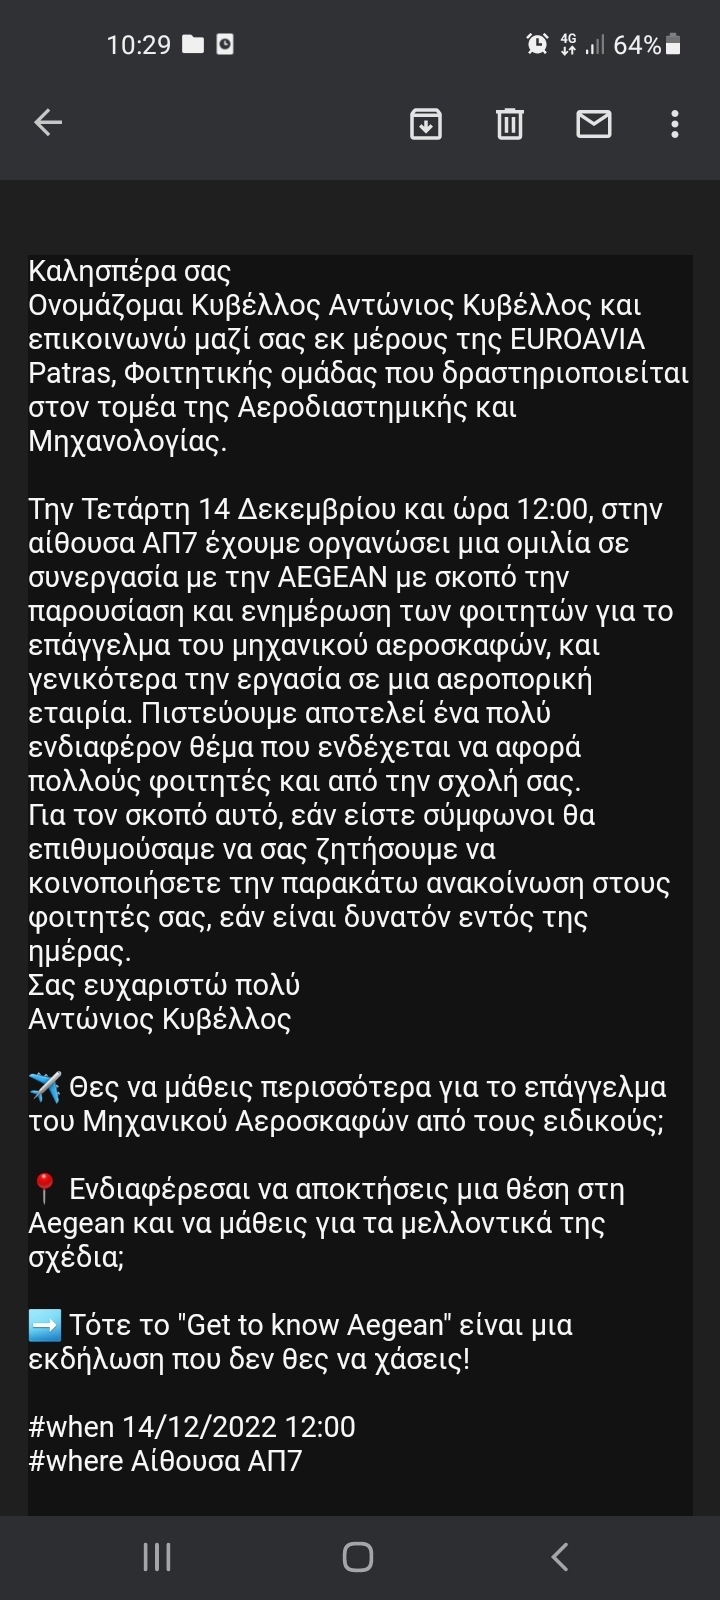 10:29
4G
64%
Καλησπέρα σας
Ονομάζομαι Κυβέλλος Αντώνιος Κυβέλλος και
επικοινωνώ μαζί σας εκ μέρους της EUROAVIA
Patras, Φοιτητικής ομάδας που δραστηριοποιείται
στον τομέα της Αεροδιαστημικής και
Μηχανολογίας.
Την Τετάρτη 14 Δεκεμβρίου και ώρα 12:00, στην
αίθουσα ΑΠ7 έχουμε οργανώσει μια ομιλία σε
συνεργασία με την AEGEAN με σκοπό την
παρουσίαση και ενημέρωση των φοιτητών για το
επάγγελμα του μηχανικού αεροσκαφών, και
γενικότερα την εργασία σε μια αεροπορική
εταιρία. Πιστεύουμε αποτελεί ένα πολύ
ενδιαφέρον θέμα που ενδέχεται να αφορά
πολλούς φοιτητές και από την σχολή σας.
Για τον σκοπό αυτό, εάν είστε σύμφωνοι θα
επιθυμούσαμε να σας ζητήσουμε να
κοινοποιήσετε την παρακάτω ανακοίνωση στους
φοιτητές σας, εάν είναι δυνατόν εντός της
ημέρας.
Σας ευχαριστώ πολύ
Αντώνιος Κυβέλλος
✈️ Θες να μάθεις περισσότερα για το επάγγελμα
του Μηχανικού Αεροσκαφών από τους ειδικούς;
📍 Ενδιαφέρεσαι να αποκτήσεις μια θέση στη
Aegean και να μάθεις για τα μελλοντικά της
σχέδια;
➡️ Τότε το "Get to know Aegean" είναι μια
εκδήλωση που δεν θες να χάσεις!
#when 14/12/2022 12:00
#where Αίθουσα ΑΠ7